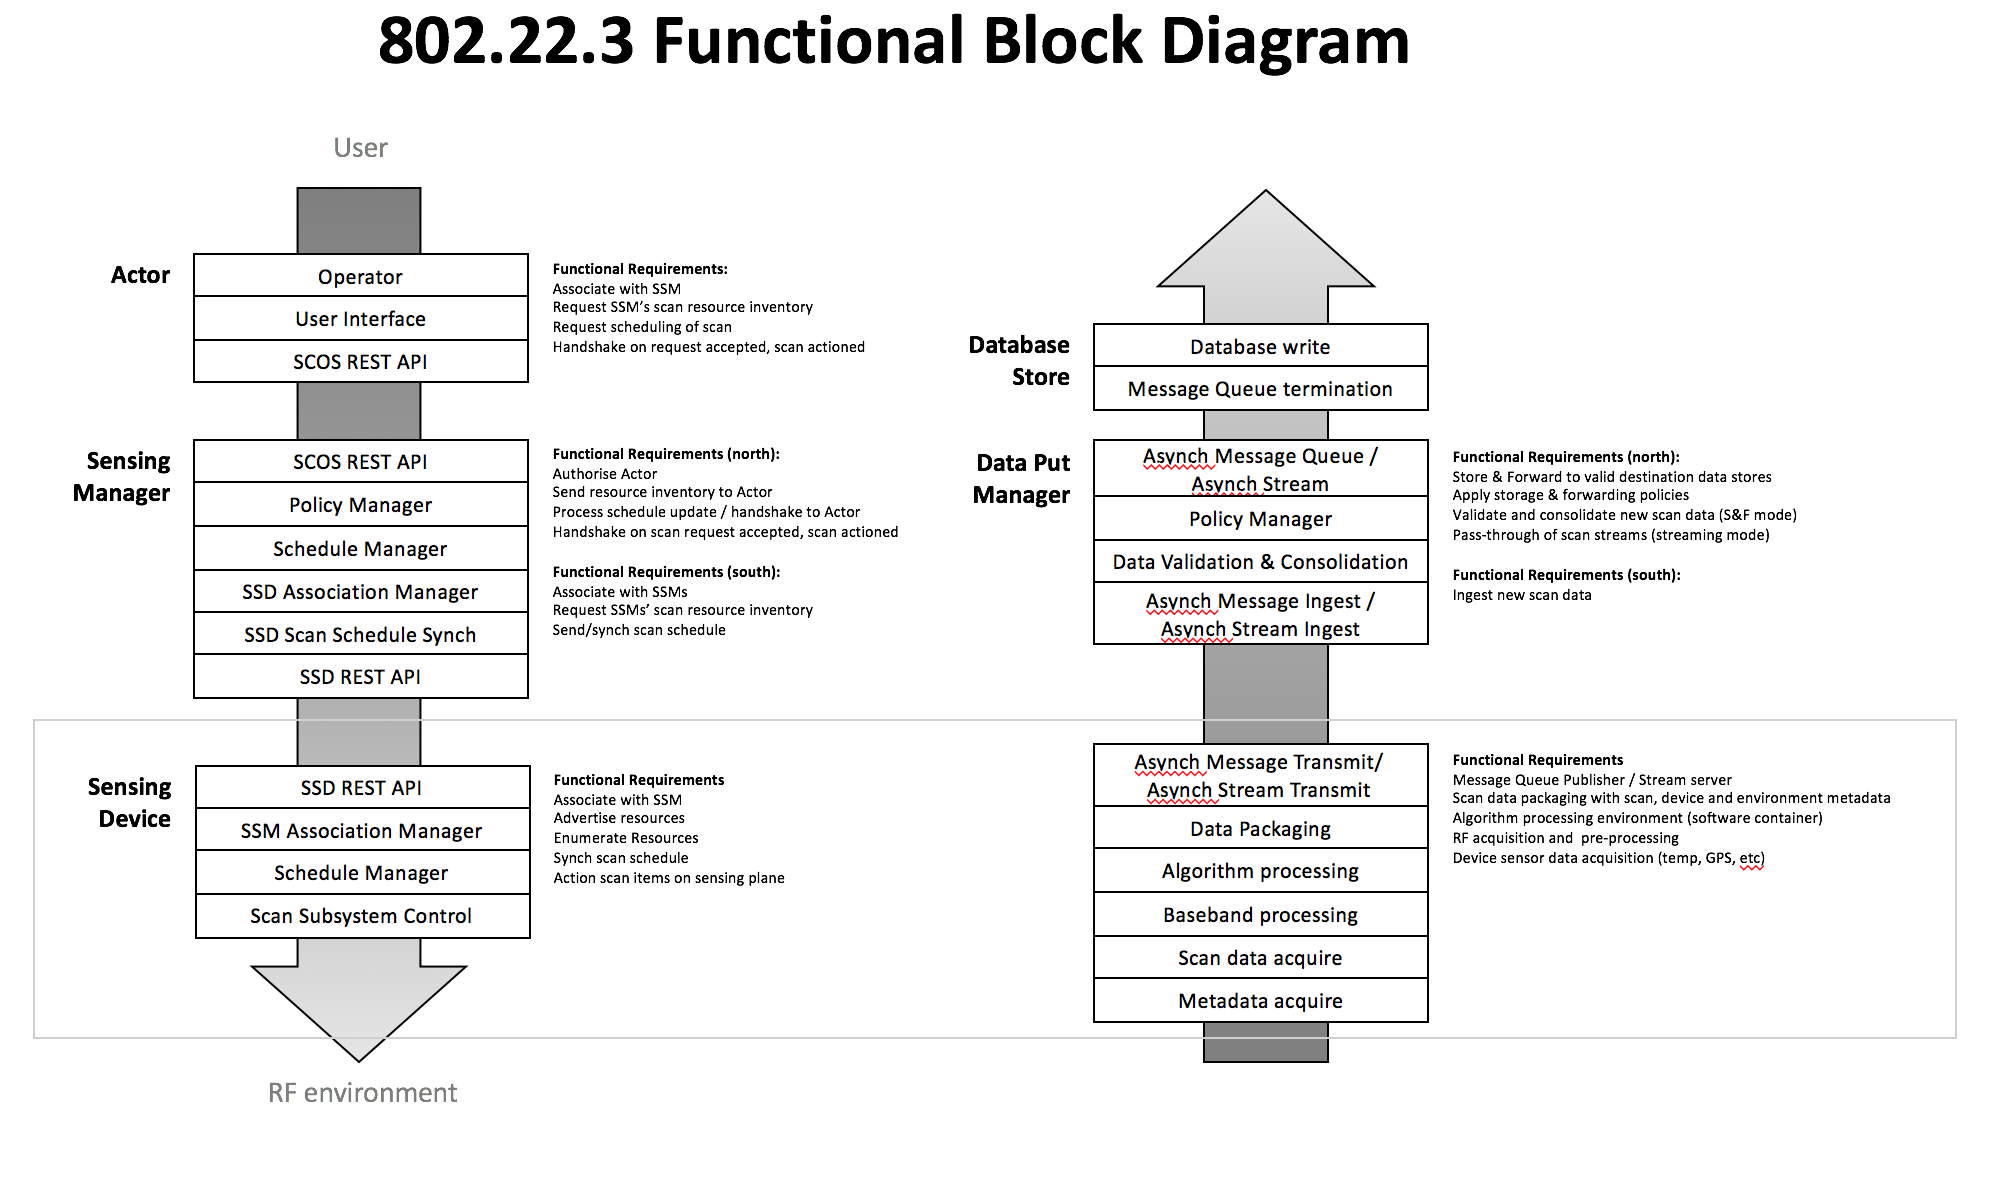 802.22.3 Functional Block Diagram
User
Actor
Operator
User Interface
SCOS REST API
Functional Requirements:
Associate with SSM
Request SSM’s scan resource inventory
Request scheduling of scan
Handshake on request accepted, scan actioned
Sensing
Manager
SCOS REST API
Policy Manager
Schedule Manager
SSD Association Manager
SSD Scan Schedule Synch
SSD REST API
Functional Requirements (north):
Authorise Actor
Send resource inventory to Actor
Process schedule update / handshake to Actor
Handshake on scan request accepted, scan actioned
Functional Requirements (south):
Associate with SSMs
Request SSMs’ scan resource inventory
Send/synch scan schedule
Sensing
Device
SSD REST API
SSM Association Manager
Schedule Manager
Scan Subsystem Control
Functional Requirements
Associate with SSM
Advertise resources
Enumerate Resources
Synch scan schedule
Action scan items on sensing plane
RF environment
Database
Store
Database write
Message Queue termination
Data Put
Manager
Asynch Message Queue /
Asynch Stream
Policy Manager
Data Validation & Consolidation
Asynch Message Ingest /
Asynch Stream Ingest
Functional Requirements (north):
Store & Forward to valid destination data stores
Apply storage & forwarding policies
Validate and consolidate new scan data (S&F mode)
Pass-through of scan streams (streaming mode)
Functional Requirements (south):
Ingest new scan data
Asynch Message Transmit/
Asynch Stream Transmit
Data Packaging
Algorithm processing
Baseband processing
Scan data acquire
Metadata acquire
Functional Requirements
Message Queue Publisher / Stream server
Scan data packaging with scan, device and environment metadata
Algorithm processing environment (software container)
RF acquisition and  pre-processing
Device sensor data acquisition (temp, GPS, etc)